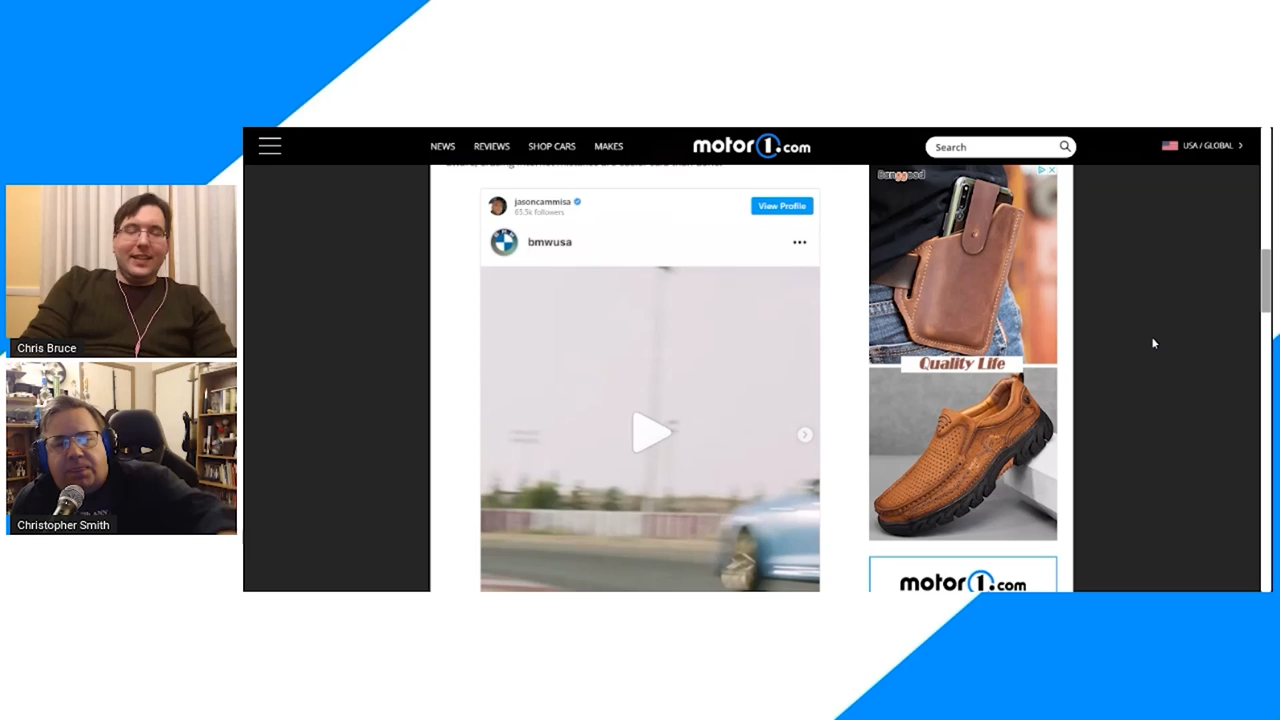 NEWS REVIEWS SHOP CARS MAKES
motor1.com
Search
USA / GLOBAL
jasoncammisa
65.5k followers
View Profile
bmwusa
Banggood
Quality Life
motor1.com
Chris Bruce
Christopher Smith